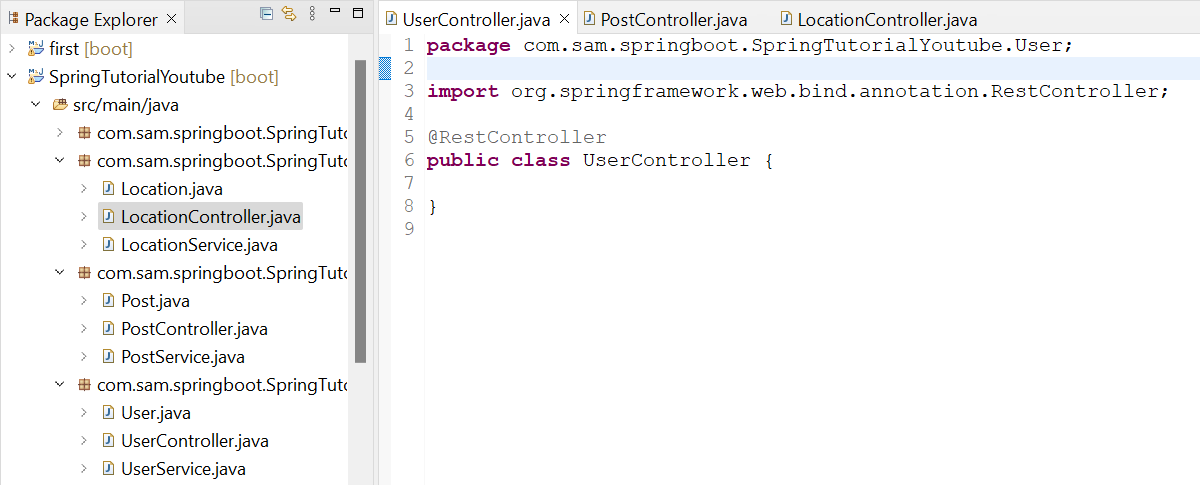 Package Explorer
first [boot]
SpringTutorialYoutube [boot]
src/main/java
com.sam.springboot.SpringTuto
com.sam.springboot.SpringTuto
Location.java
LocationController.java
LocationService.java
com.sam.springboot.SpringTuto
Post.java
PostController.java
PostService.java
com.sam.springboot.SpringTuto
User.java
UserController.java
UserService.java
UserController.java PostController.java LocationController.java
1 package com.sam.springboot.SpringTutorialYoutube.User;
2
3 import org.springframework.web.bind.annotation.RestController;
4
5 @RestController
6 public class UserController {
7
8 }
9